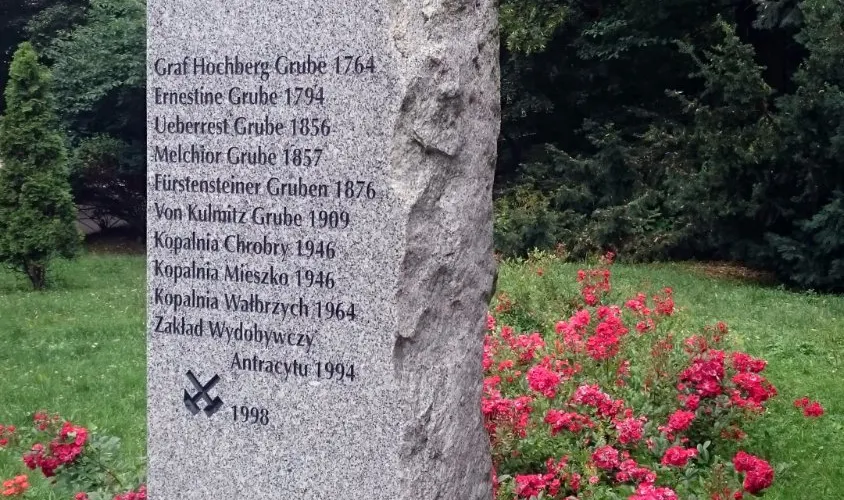 Graf Hochberg Grube 1764
Ernestine Grube 1794
Ueberrest Grube 1856
Melchior Grube 1857
Fürstensteiner Gruben 1876
Von Kulmitz Grube 1909
Kopalnia Chrobry 1946
Kopalnia Mieszko 1946
Kopalnia Wałbrzych 1964
Zakład Wydobywczy
Antracytu 1994
1998